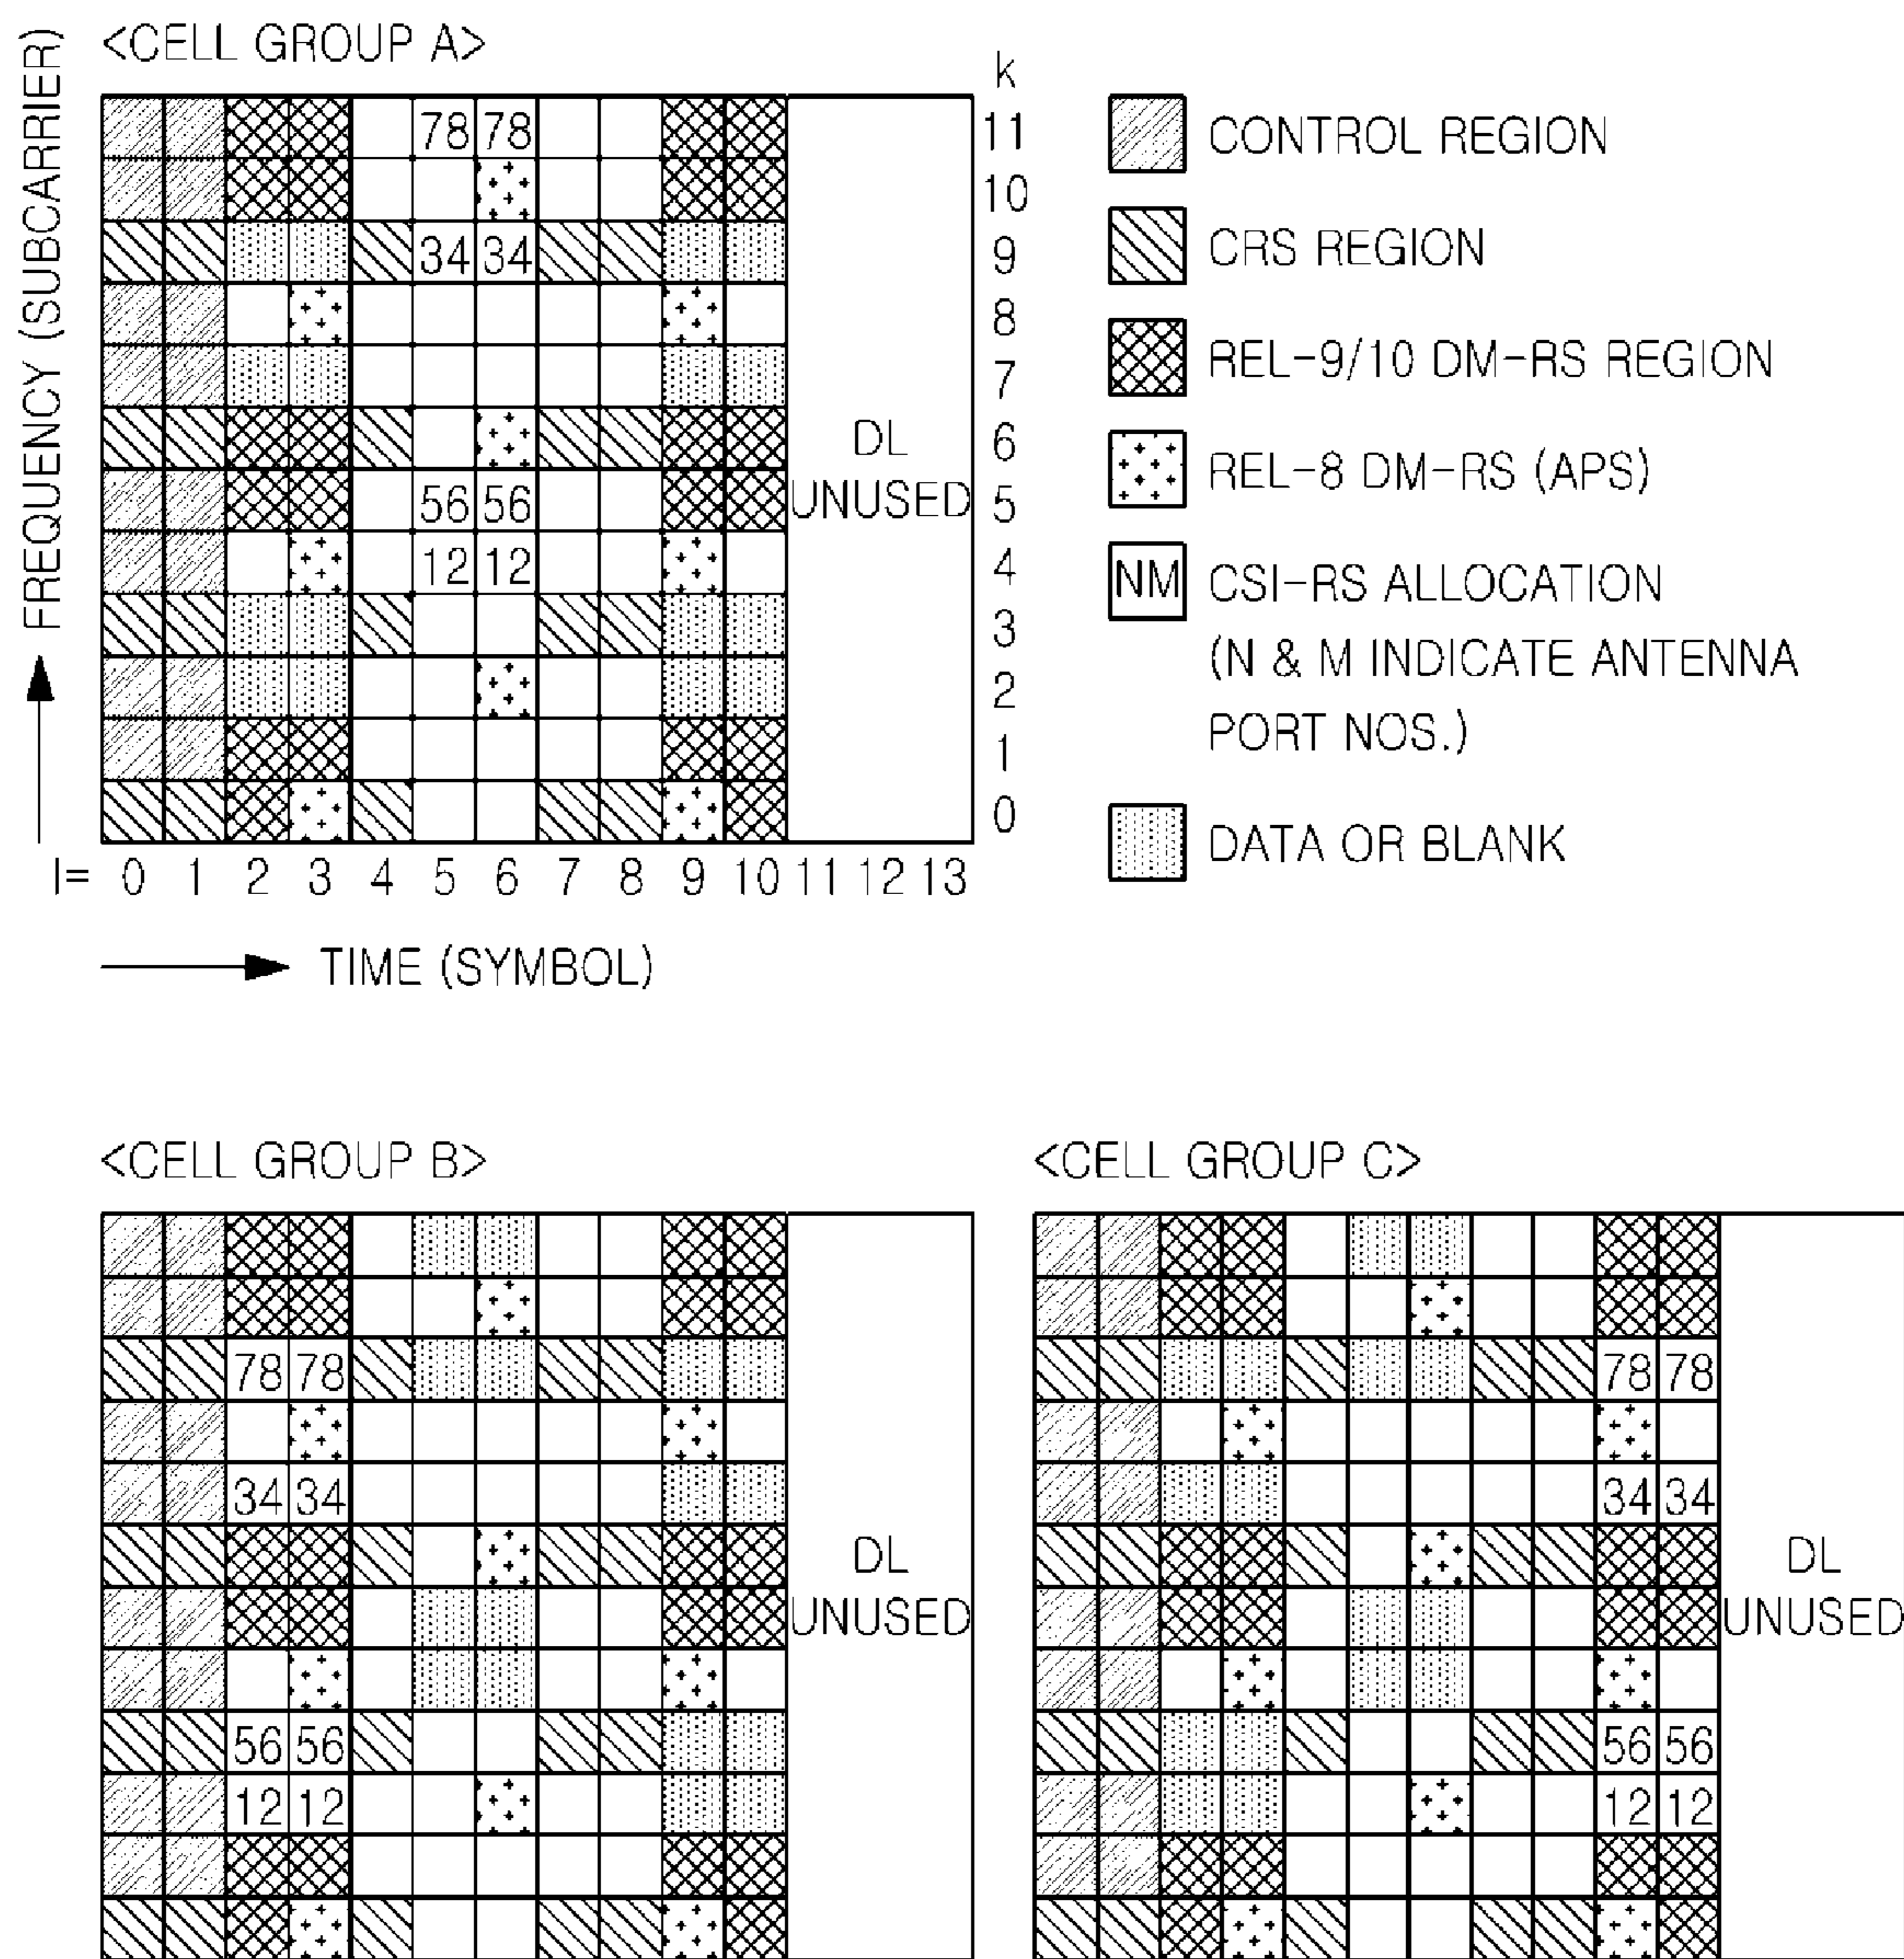 <CELL GROUP A>
FREQUENCY (SUBCARRIER)
k
78 78
11
10
34 34
9
8
7
DL
6
56 56
UNUSED
5
12 12
4
3
2
1
0
l= 0 1 2 3 4 5 6 7 8 9 10 11 12 13
TIME (SYMBOL)
CONTROL REGION
CRS REGION
REL-9/10 DM-RS REGION
REL-8 DM-RS (APS)
NM CSI-RS ALLOCATION
(N & M INDICATE ANTENNA
PORT NOS.)
DATA OR BLANK
<CELL GROUP B>
78 78
34 34
DL
UNUSED
56 56
12 12
<CELL GROUP C>
78 78
34 34
DL
UNUSED
56 56
12 12